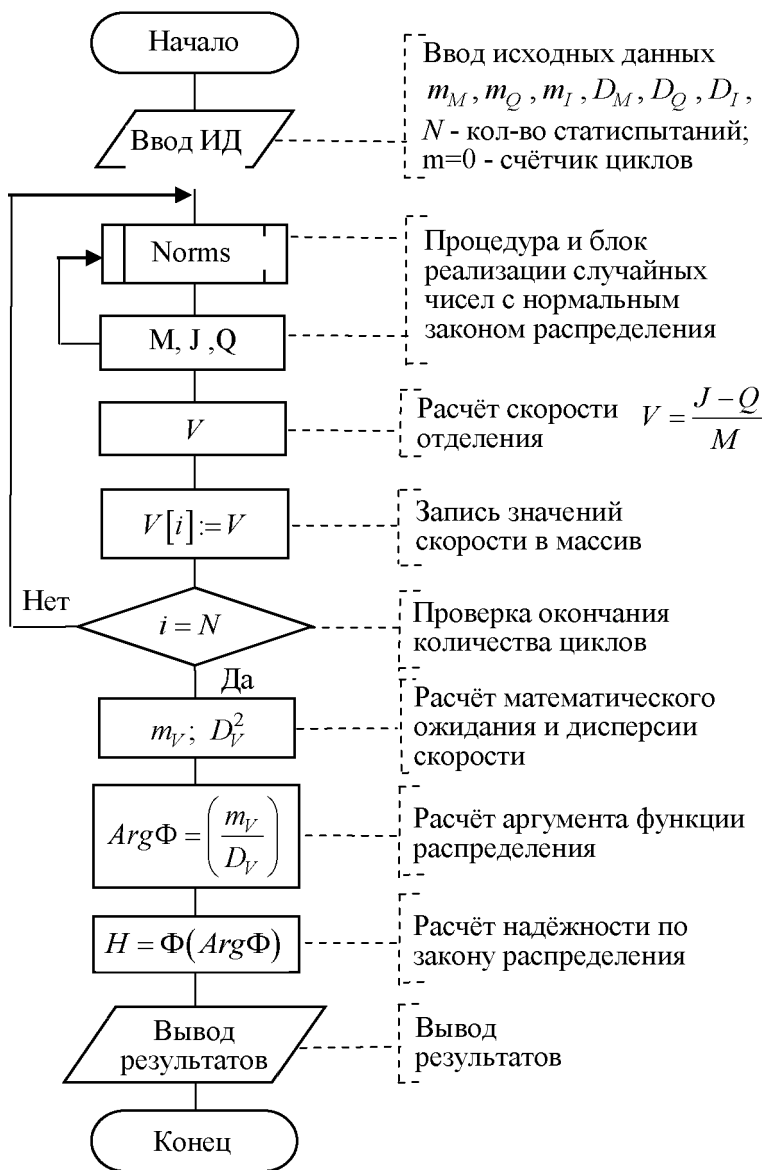 Начало
Ввод исходных данных
m_M, m_Q, m_I, D_M, D_Q, D_I,
N - кол-во статиспытаний;
m=0 - счётчик циклов
Ввод ИД
Norms
Процедура и блок
реализации случайных
чисел с нормальным
законом распределения
M, J ,Q
V
Расчёт скорости
отделения
V = (J − Q) / M
V[i]:= V
Запись значений
скорости в массив
Нет
i = N
Проверка окончания
количества циклов
Да
m_V; D_V^2
Расчёт математического
ожидания и дисперсии
скорости
ArgΦ = (m_V / D_V)
Расчёт аргумента функции
распределения
H = Φ(ArgΦ)
Расчёт надёжности по
закону распределения
Вывод
результатов
Вывод
результатов
Конец